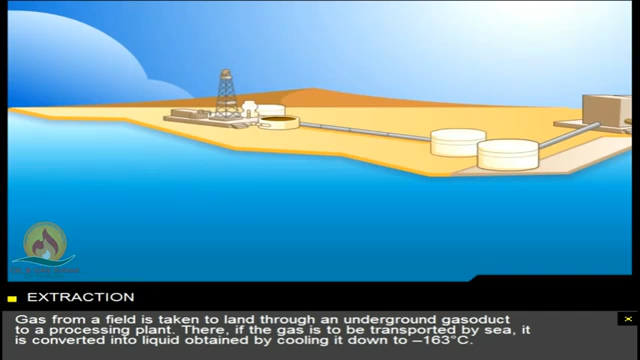 EXTRACTION
Gas from a field is taken to land through an underground gasoduct
to a processing plant. There, if the gas is to be transported by sea, it
is converted into liquid obtained by cooling it down to –163°C.